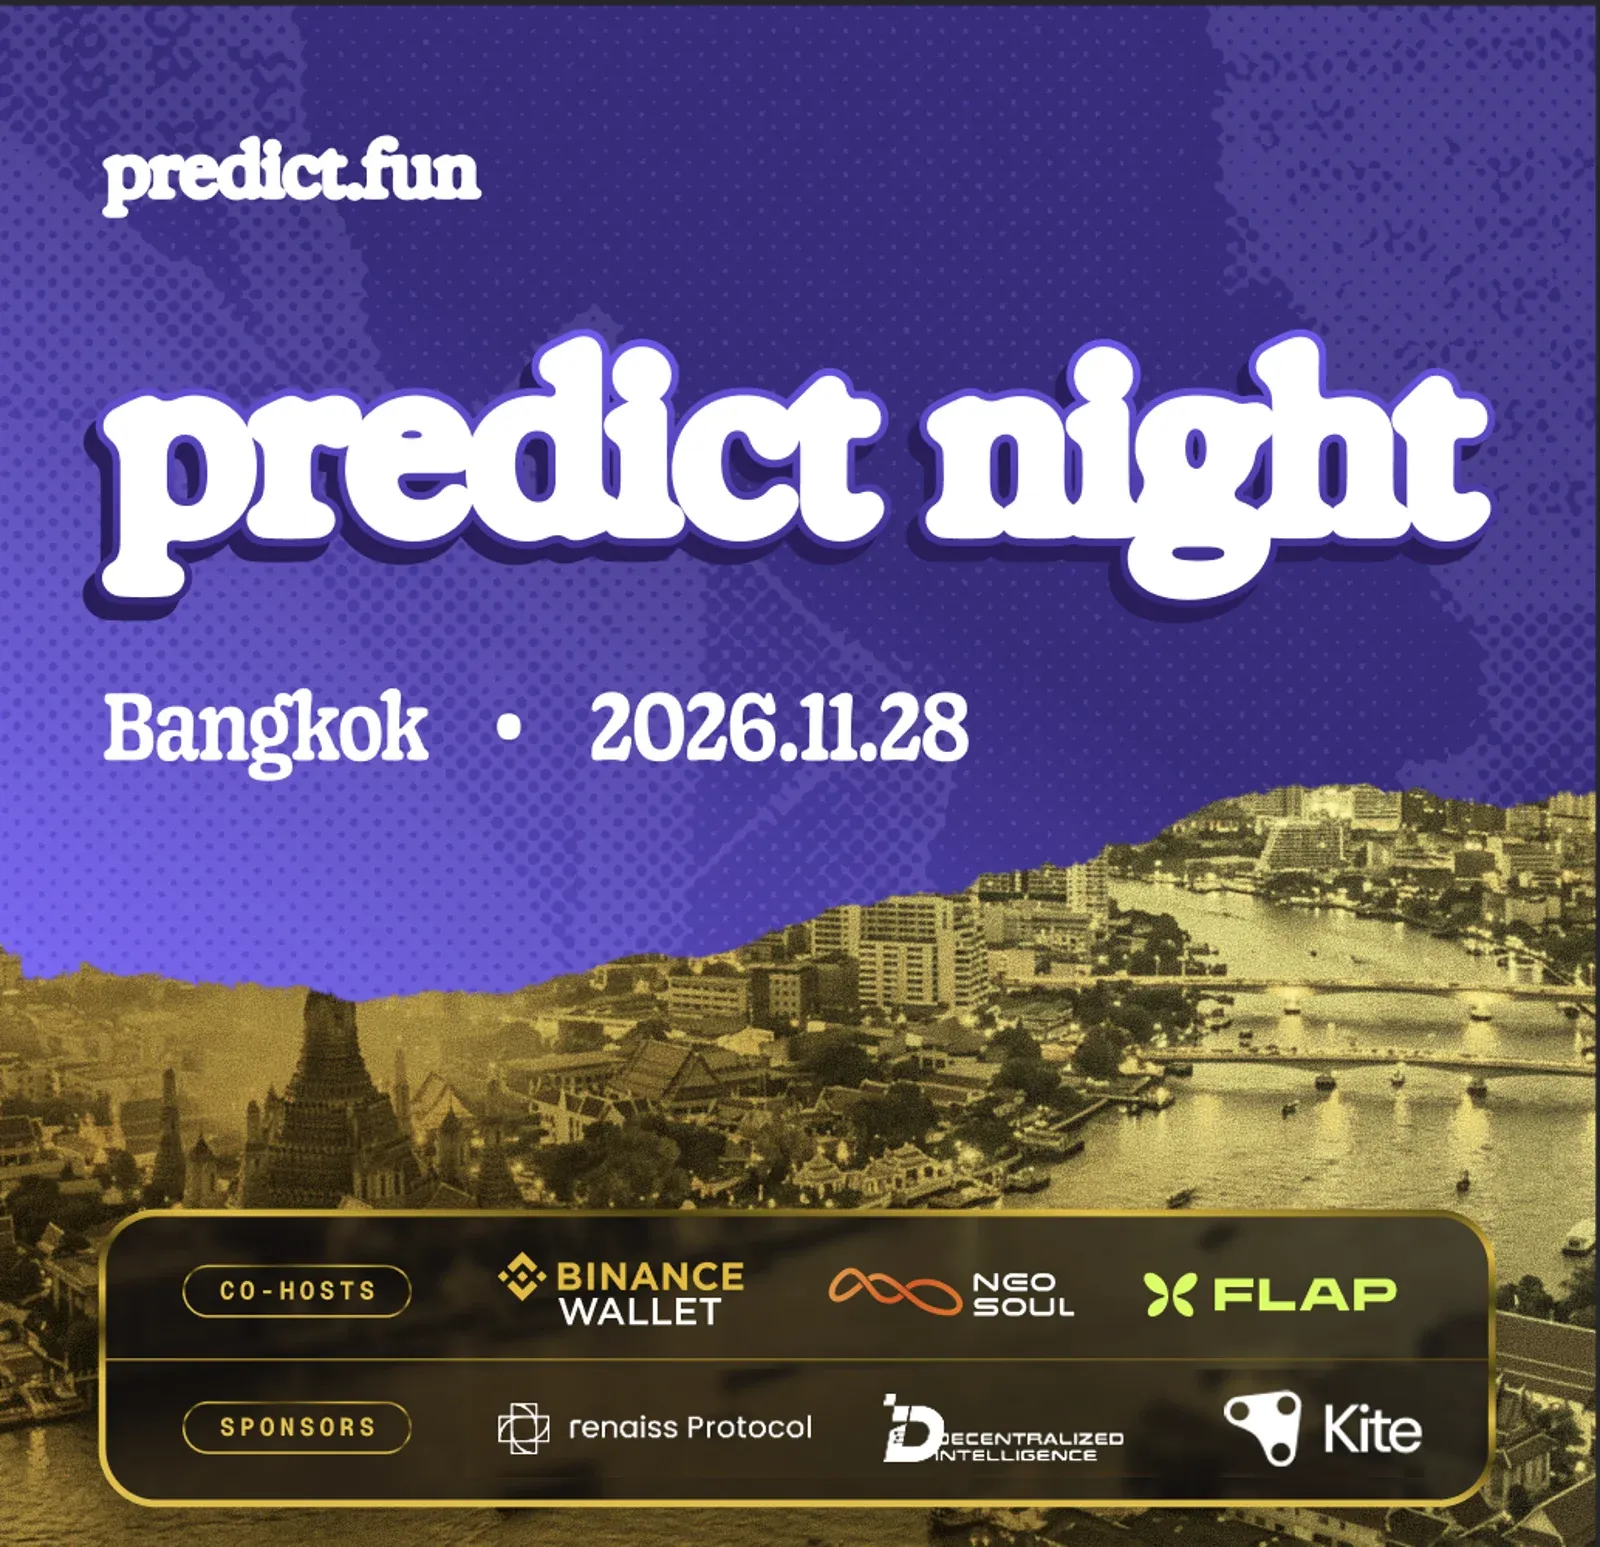 predict.fun
predict night
Bangkok • 2026.11.28
CO-HOSTS
BINANCE
WALLET
NEO
SOUL
FLAP
SPONSORS
renaiss Protocol
D
DECENTRALIZED
INTELLIGENCE
Kite